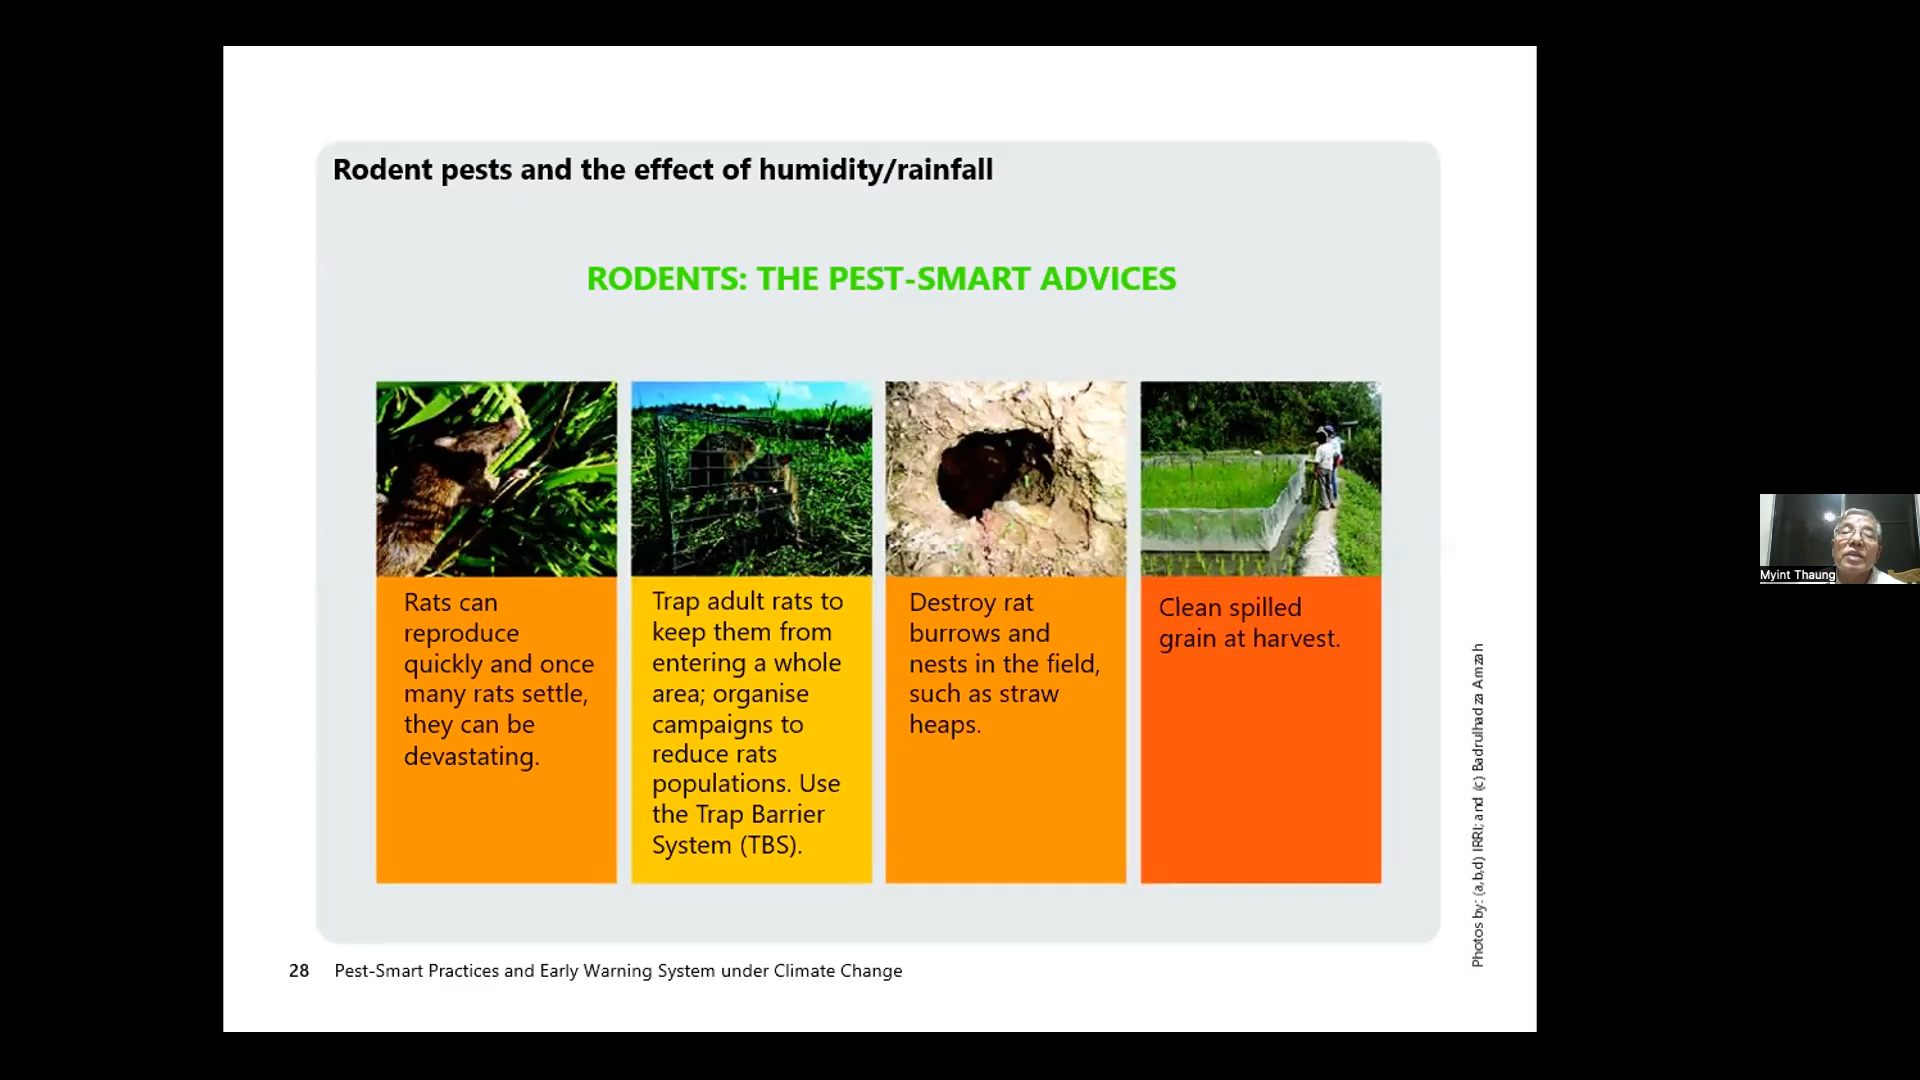 Rodent pests and the effect of humidity/rainfall
RODENTS: THE PEST-SMART ADVICES
Rats can
reproduce
quickly and once
many rats settle,
they can be
devastating.
Trap adult rats to
keep them from
entering a whole
area; organise
campaigns to
reduce rats
populations. Use
the Trap Barrier
System (TBS).
Destroy rat
burrows and
nests in the field,
such as straw
heaps.
Clean spilled
grain at harvest.
Photos by: (a,b,d) IRRI; and (c) Badrulhadza Amzah
28 Pest-Smart Practices and Early Warning System under Climate Change
Myint Thaung